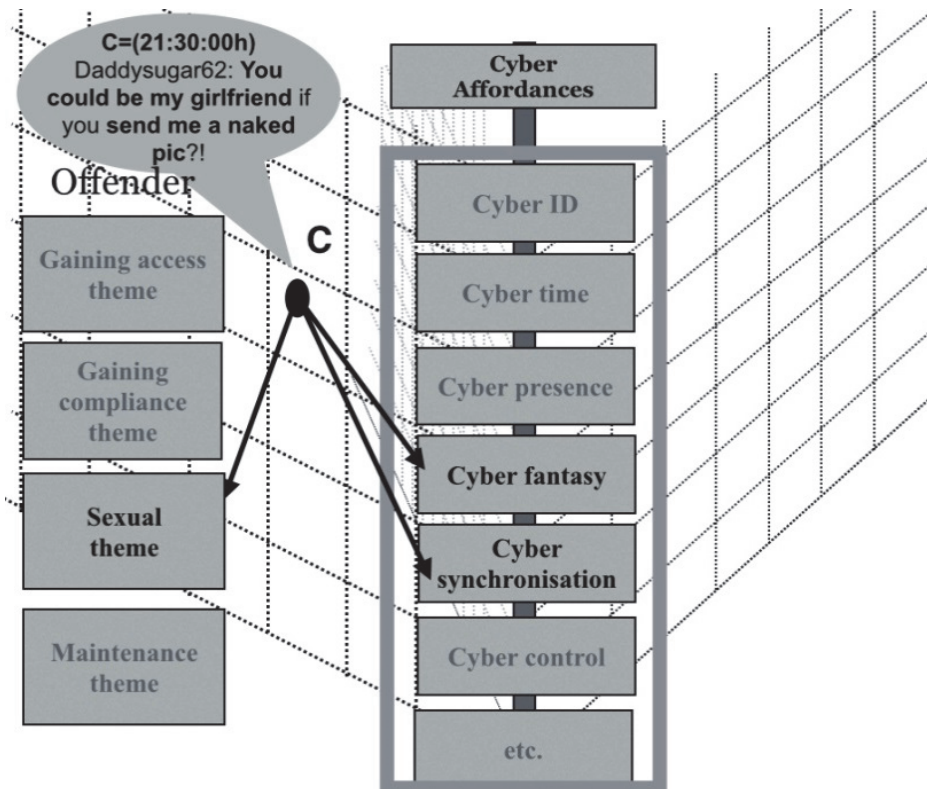 C=(21:30:00h)
Daddysugar62: You
could be my girlfriend if
you send me a naked
pic?!
Offender
Gaining access
theme
Gaining
compliance
theme
Sexual
theme
Maintenance
theme
C
Cyber
Affordances
Cyber ID
Cyber time
Cyber presence
Cyber fantasy
Cyber
synchronisation
Cyber control
etc.